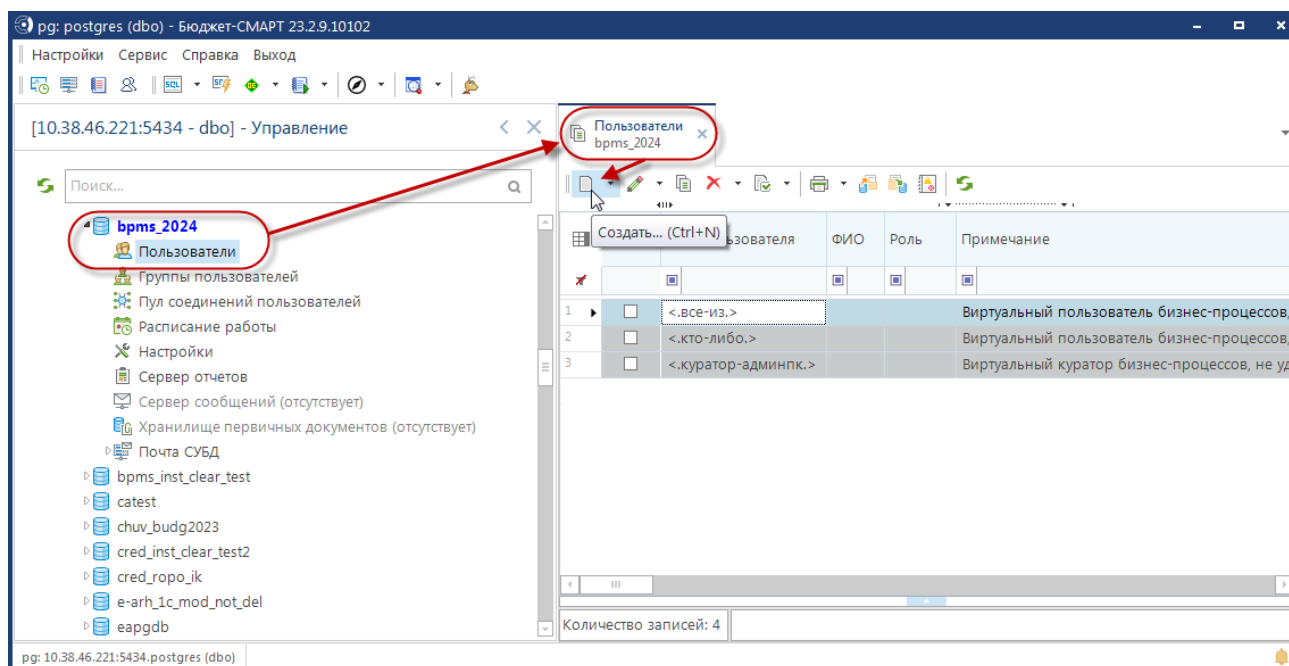 pg: postgres (dbo) - Бюджет-СМАРТ 23.2.9.10102
Настройки Сервис Справка Выход
[10.38.46.221:5434 - dbo] - Управление
Поиск...
bpms_2024
Пользователи
Группы пользователей
Пул соединений пользователей
Расписание работы
Настройки
Сервер отчетов
Сервер сообщений (отсутствует)
Хранилище первичных документов (отсутствует)
Почта СУБД
bpms_inst_clear_test
catest
chuv_budg2023
cred_inst_clear_test2
cred_ropo_ik
e-arh_1c_mod_not_del
eapgdb
Пользователи
bpms_2024
Создать... (Ctrl+N)
ьзователя ФИО Роль Примечание
1 <.все-из.> Виртуальный пользователь бизнес-процессов,
2 <.кто-либо.> Виртуальный пользователь бизнес-процессов,
3 <.куратор-админпк.> Виртуальный куратор бизнес-процессов, не уд
Количество записей: 4
pg: 10.38.46.221:5434.postgres (dbo)